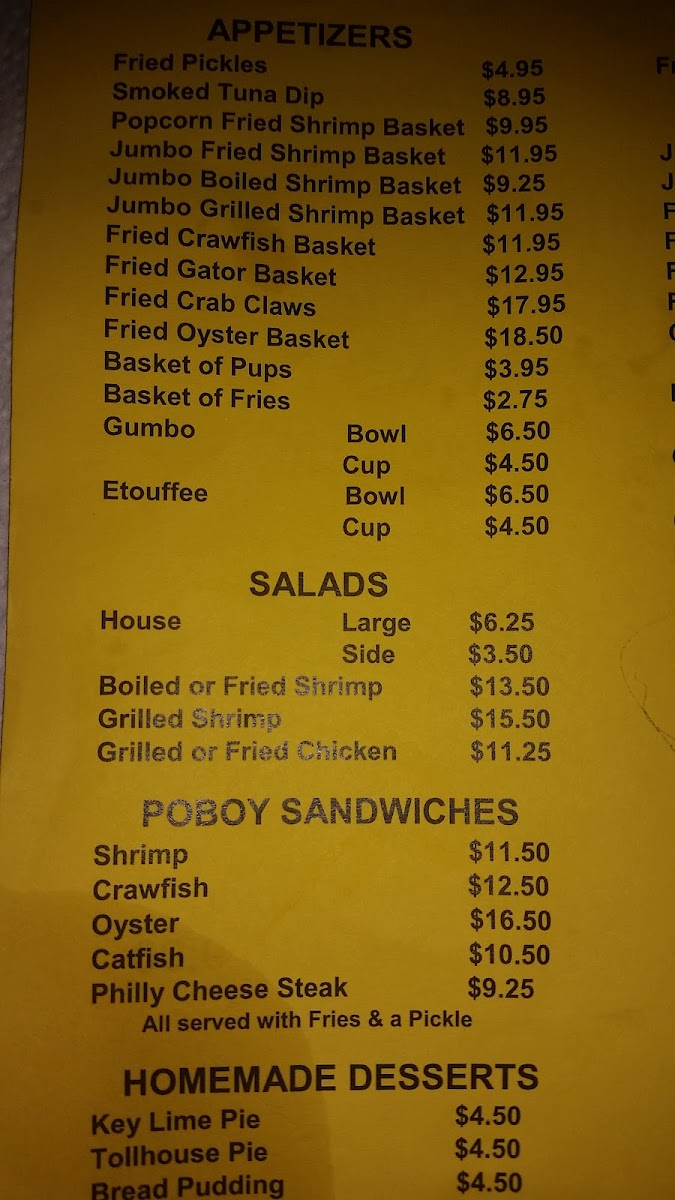 APPETIZERS
Fried Pickles $4.95
Smoked Tuna Dip $8.95
Popcorn Fried Shrimp Basket $9.95
Jumbo Fried Shrimp Basket $11.95
Jumbo Boiled Shrimp Basket $9.25
Jumbo Grilled Shrimp Basket $11.95
Fried Crawfish Basket $11.95
Fried Gator Basket $12.95
Fried Crab Claws $17.95
Fried Oyster Basket $18.50
Basket of Pups $3.95
Basket of Fries $2.75
Gumbo Bowl $6.50
Cup $4.50
Etouffee Bowl $6.50
Cup $4.50
SALADS
House Large $6.25
Side $3.50
Boiled or Fried Shrimp $13.50
Grilled Shrimp $15.50
Grilled or Fried Chicken $11.25
POBOY SANDWICHES
Shrimp $11.50
Crawfish $12.50
Oyster $16.50
Catfish $10.50
Philly Cheese Steak $9.25
All served with Fries & a Pickle
HOMEMADE DESSERTS
Key Lime Pie $4.50
Tollhouse Pie $4.50
Bread Pudding $4.50